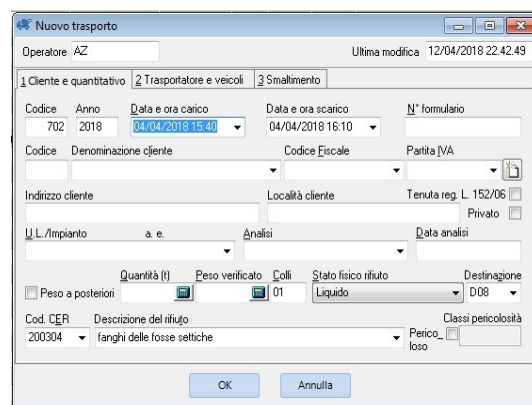 Nuovo trasporto
Operatore AZ Ultima modifica 12/04/2018 22.42.49
1 Cliente e quantitativo 2 Trasportatore e veicoli 3 Smaltimento
Codice Anno Data e ora carico Data e ora scarico N° formulario
702 2018 04/04/2018 15:40 04/04/2018 16:10
Codice Denominazione cliente Codice Fiscale Partita IVA
Indirizzo cliente Località cliente Tenuta reg. L. 152/06
Privato
U.L./Impianto a. e. Analisi Data analisi
Quantità (t) Peso verificato Colli Stato fisico rifiuto Destinazione
Peso a posteriori 01 Liquido D08
Cod. CER Descrizione del rifiuto Classi pericolosità
200304 fanghi delle fosse settiche Perico_
loso
OK Annulla